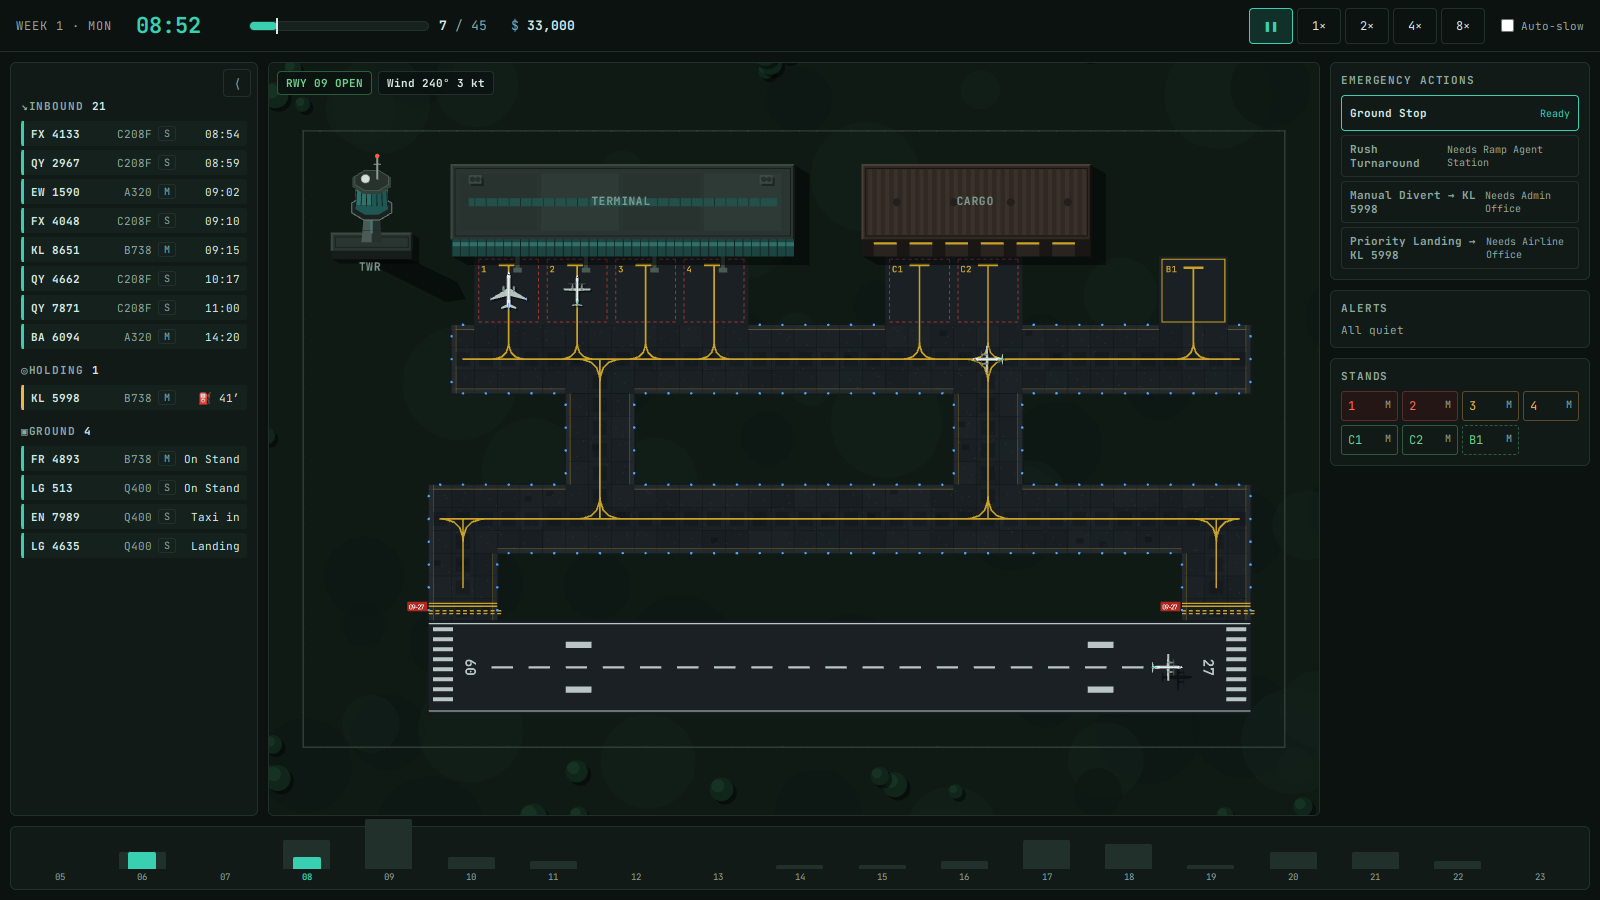 WEEK 1 · MON 08:52 7 / 45 $ 33,000 1× 2× 4× 8× Auto-slow
RWY 09 OPEN Wind 240° 3 kt
INBOUND 21
FX 4133 C208F S 08:54
QY 2967 C208F S 08:59
EW 1590 A320 M 09:02
FX 4048 C208F S 09:10
KL 8651 B738 M 09:15
QY 4662 C208F S 10:17
QY 7871 C208F S 11:00
BA 6094 A320 M 14:20
HOLDING 1
KL 5998 B738 M 41′
GROUND 4
FR 4893 B738 M On Stand
LG 513 Q400 S On Stand
EN 7989 Q400 S Taxi in
LG 4635 Q400 S Landing
TERMINAL
CARGO
TWR
1 2 3 4 C1 C2 B1
09-27 09-27
09 27
EMERGENCY ACTIONS
Ground Stop Ready
Rush Turnaround Needs Ramp Agent Station
Manual Divert → KL 5998 Needs Admin Office
Priority Landing → KL 5998 Needs Airline Office
ALERTS
All quiet
STANDS
1 M 2 M 3 M 4 M
C1 M C2 M B1 M
05 06 07 08 09 10 11 12 13 14 15 16 17 18 19 20 21 22 23